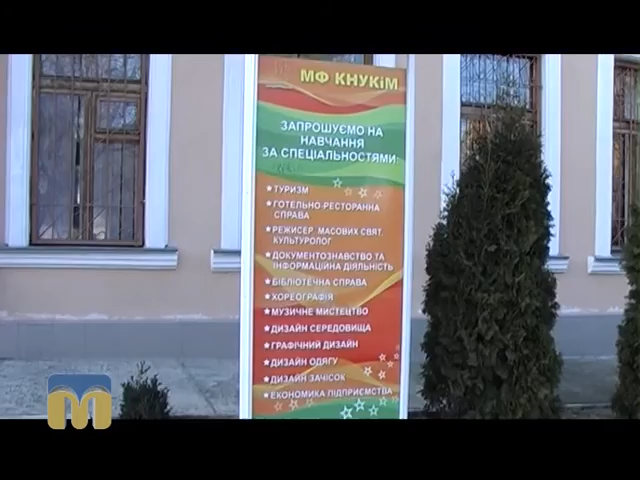 МФ КНУКіМ
ЗАПРОШУЄМО НА
НАВЧАННЯ
ЗА СПЕЦІАЛЬНОСТЯМИ:
ТУРИЗМ
ГОТЕЛЬНО-РЕСТОРАННА
СПРАВА
РЕЖИСЕР МАСОВИХ СВЯТ.
КУЛЬТУРОЛОГ
ДОКУМЕНТОЗНАВСТВО ТА
ІНФОРМАЦІЙНА ДІЯЛЬНІСТЬ
БІБЛІОТЕЧНА СПРАВА
ХОРЕОГРАФІЯ
МУЗИЧНЕ МИСТЕЦТВО
ДИЗАЙН СЕРЕДОВИЩА
ГРАФІЧНИЙ ДИЗАЙН
ДИЗАЙН ОДЯГУ
ДИЗАЙН ЗАЧІСОК
ЕКОНОМІКА ПІДПРИЄМСТВА
М